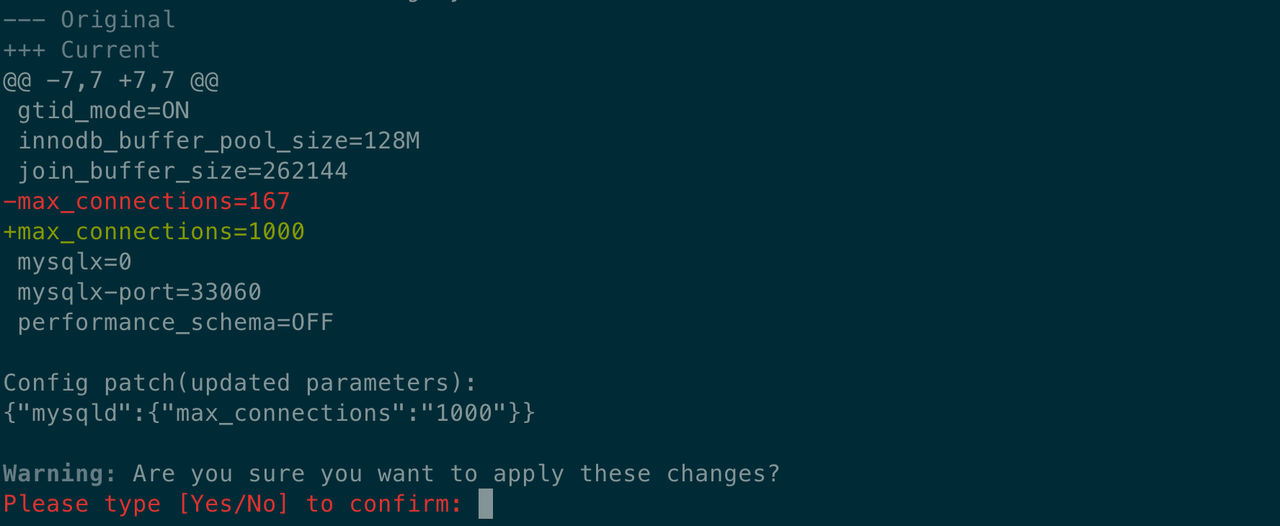 --- Original
+++ Current
@@ -7,7 +7,7 @@
 gtid_mode=ON
 innodb_buffer_pool_size=128M
 join_buffer_size=262144
-max_connections=167
+max_connections=1000
 mysqlx=0
 mysqlx-port=33060
 performance_schema=OFF
Config patch(updated parameters):
{"mysqld":{"max_connections":"1000"}}
Warning: Are you sure you want to apply these changes?
Please type [Yes/No] to confirm: